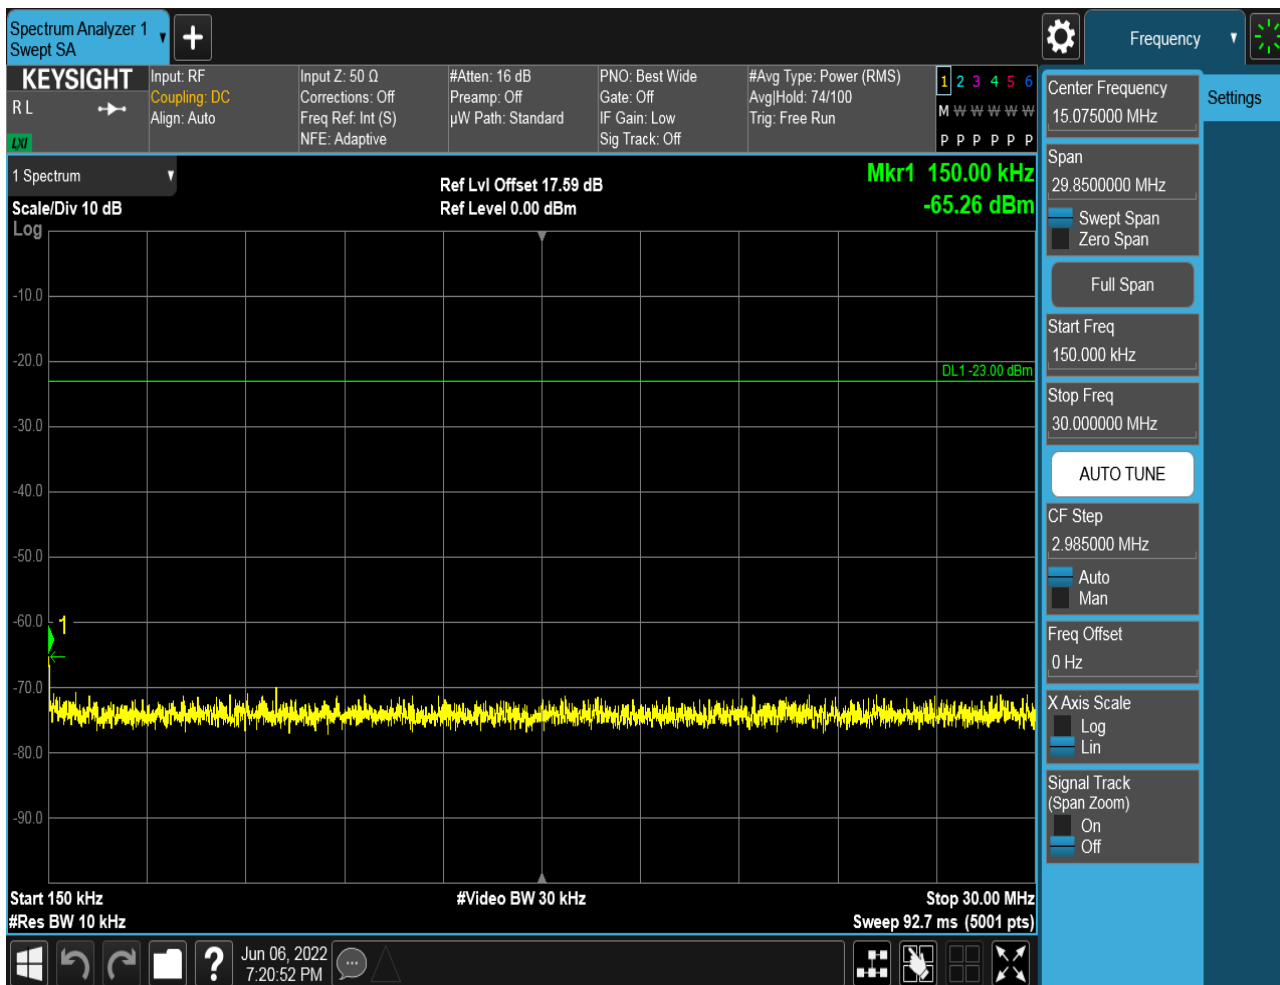 Spectrum Analyzer 1
Swept SA
Frequency
KEYSIGHT
R L
LXI
Input: RF
Coupling: DC
Align: Auto
Input Z: 50 Ω
Corrections: Off
Freq Ref: Int (S)
NFE: Adaptive
#Atten: 16 dB
Preamp: Off
µW Path: Standard
PNO: Best Wide
Gate: Off
IF Gain: Low
Sig Track: Off
#Avg Type: Power (RMS)
Avg|Hold: 74/100
Trig: Free Run
1 2 3 4 5 6
M W W W W W
P P P P P P
1 Spectrum
Scale/Div 10 dB
Log
Ref Lvl Offset 17.59 dB
Ref Level 0.00 dBm
Mkr1 150.00 kHz
-65.26 dBm
-10.0
-20.0
DL1 -23.00 dBm
-30.0
-40.0
-50.0
-60.0
1
-70.0
-80.0
-90.0
Start 150 kHz
#Video BW 30 kHz
Stop 30.00 MHz
#Res BW 10 kHz
Sweep 92.7 ms (5001 pts)
Center Frequency
15.075000 MHz
Settings
Span
29.8500000 MHz
Swept Span
Zero Span
Full Span
Start Freq
150.000 kHz
Stop Freq
30.000000 MHz
AUTO TUNE
CF Step
2.985000 MHz
Auto
Man
Freq Offset
0 Hz
X Axis Scale
Log
Lin
Signal Track
(Span Zoom)
On
Off
?
Jun 06, 2022
7:20:52 PM